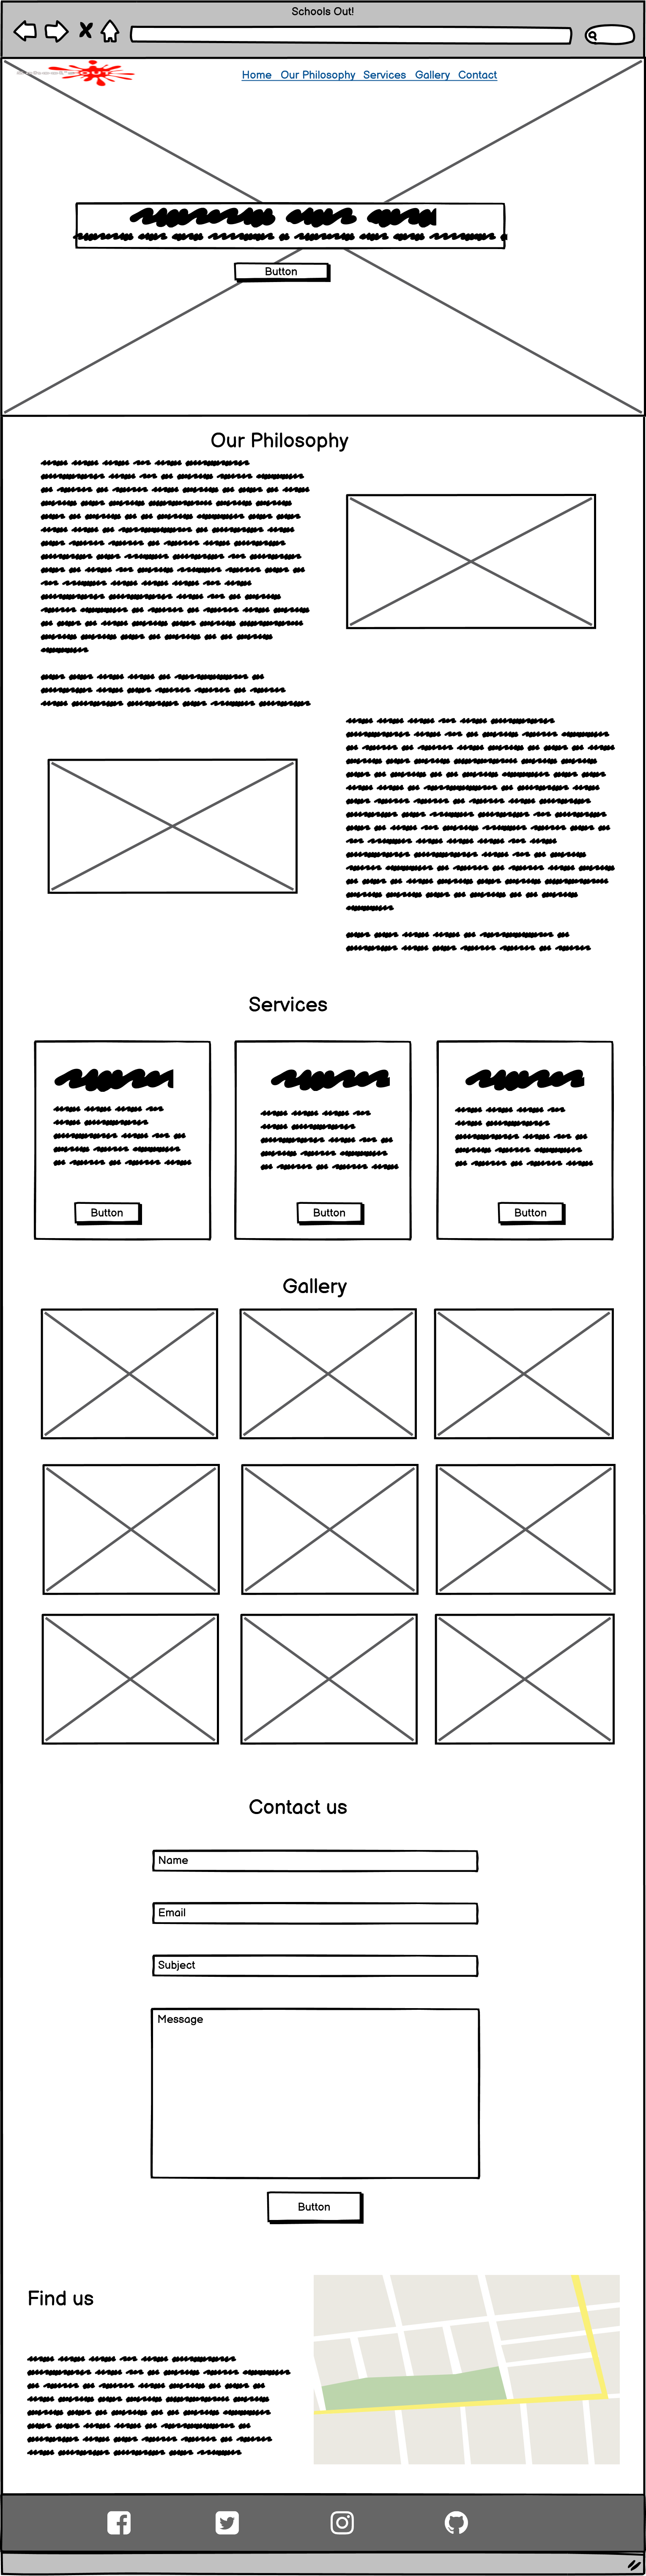 Schools Out!
Home Our Philosophy Services Gallery Contact
Button
Our Philosophy
Services
Button Button Button
Gallery
Contact us
Name
Email
Subject
Message
Button
Find us